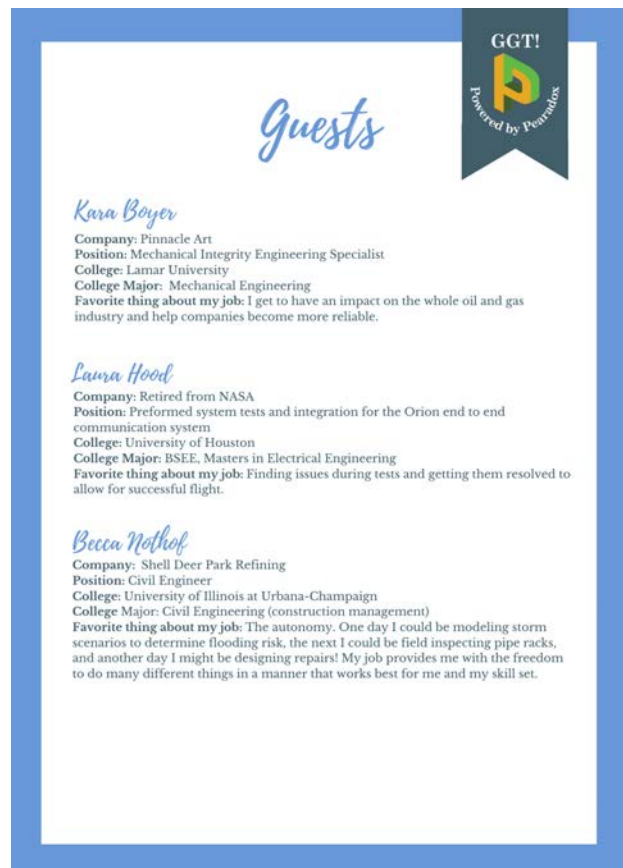 GGT!
Powered by Pearadox
Guests
Kara Boyer
Company: Pinnacle Art
Position: Mechanical Integrity Engineering Specialist
College: Lamar University
College Major: Mechanical Engineering
Favorite thing about my job: I get to have an impact on the whole oil and gas
industry and help companies become more reliable.
Laura Hood
Company: Retired from NASA
Position: Preformed system tests and integration for the Orion end to end
communication system
College: University of Houston
College Major: BSEE, Masters in Electrical Engineering
Favorite thing about my job: Finding issues during tests and getting them resolved to
allow for successful flight.
Becca Nothof
Company: Shell Deer Park Refining
Position: Civil Engineer
College: University of Illinois at Urbana-Champaign
College Major: Civil Engineering (construction management)
Favorite thing about my job: The autonomy. One day I could be modeling storm
scenarios to determine flooding risk, the next I could be field inspecting pipe racks,
and another day I might be designing repairs! My job provides me with the freedom
to do many different things in a manner that works best for me and my skill set.